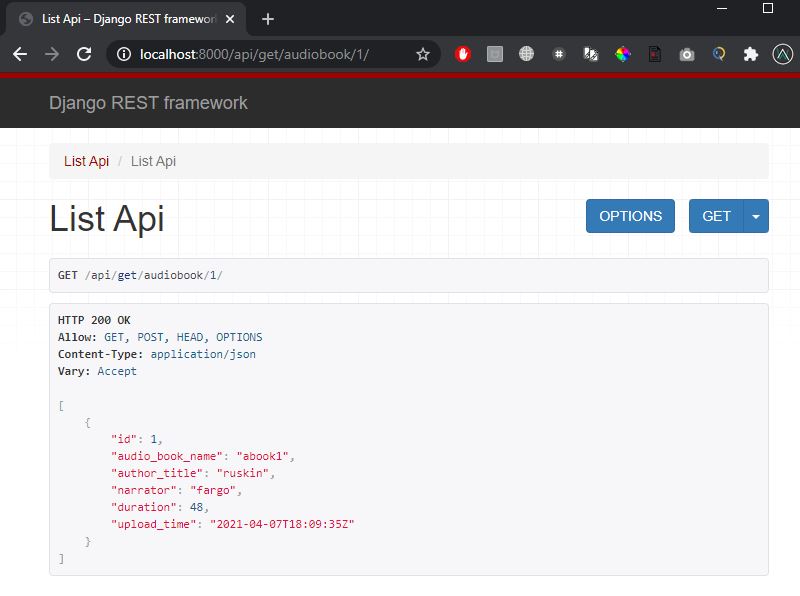 List Api – Django REST framework
localhost:8000/api/get/audiobook/1/
Django REST framework
List Api / List Api
List Api
OPTIONS GET
GET /api/get/audiobook/1/
HTTP 200 OK
Allow: GET, POST, HEAD, OPTIONS
Content-Type: application/json
Vary: Accept
[
{
"id": 1,
"audio_book_name": "abook1",
"author_title": "ruskin",
"narrator": "fargo",
"duration": 48,
"upload_time": "2021-04-07T18:09:35Z"
}
]